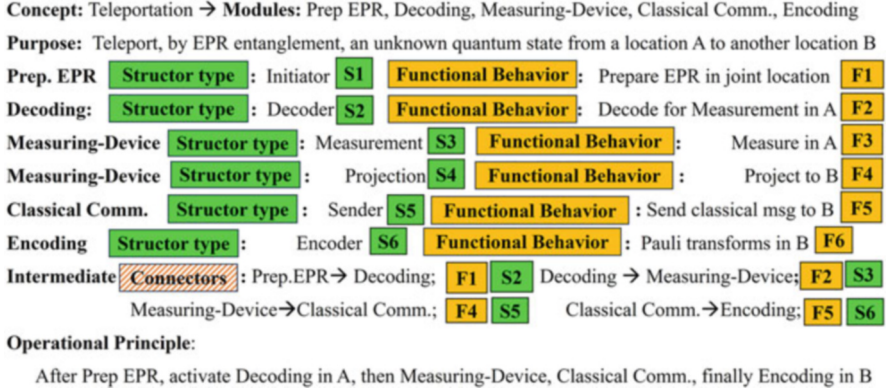 Concept: Teleportation → Modules: Prep EPR, Decoding, Measuring-Device, Classical Comm., Encoding
Purpose: Teleport, by EPR entanglement, an unknown quantum state from a location A to another location B
Prep. EPR Structor type : Initiator S1 Functional Behavior : Prepare EPR in joint location F1
Decoding: Structor type : Decoder S2 Functional Behavior : Decode for Measurement in A F2
Measuring-Device Structor type : Measurement S3 Functional Behavior : Measure in A F3
Measuring-Device Structor type : Projection S4 Functional Behavior : Project to B F4
Classical Comm. Structor type : Sender S5 Functional Behavior : Send classical msg to B F5
Encoding Structor type : Encoder S6 Functional Behavior : Pauli transforms in B F6
Intermediate Connectors : Prep.EPR→ Decoding; F1 S2 Decoding → Measuring-Device; F2 S3
Measuring-Device→Classical Comm.; F4 S5 Classical Comm.→Encoding; F5 S6
Operational Principle:
After Prep EPR, activate Decoding in A, then Measuring-Device, Classical Comm., finally Encoding in B